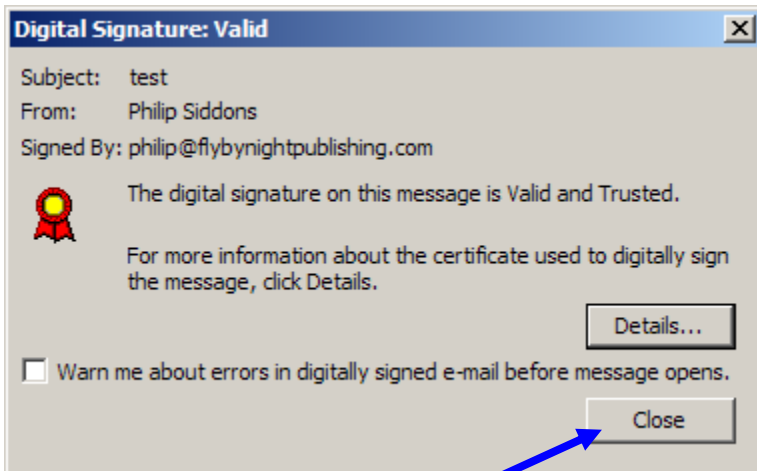 Digital Signature: Valid
Subject: test
From: Philip Siddons
Signed By: philip@flybynightpublishing.com
The digital signature on this message is Valid and Trusted.
For more information about the certificate used to digitally sign
the message, click Details.
Details...
Warn me about errors in digitally signed e-mail before message opens.
Close